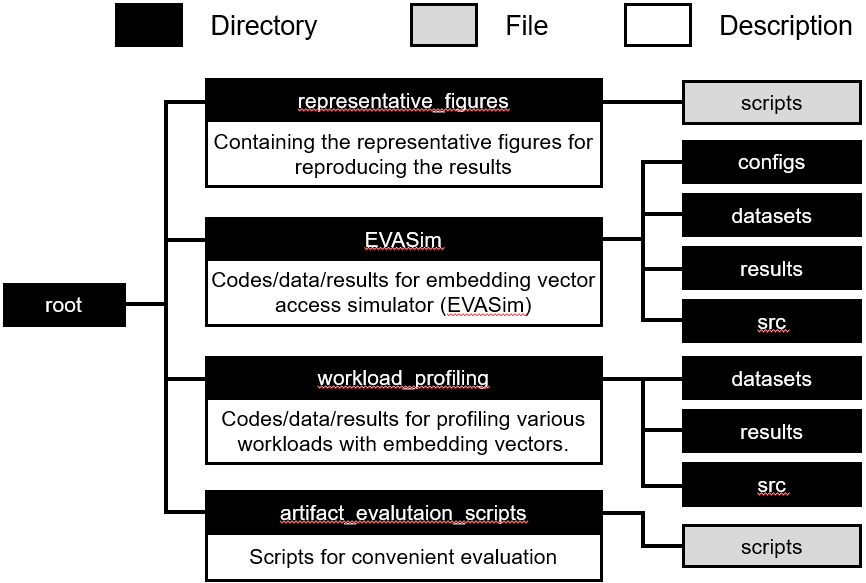 Directory
File
Description
root
representative_figures
Containing the representative figures for
reproducing the results
scripts
EVASim
Codes/data/results for embedding vector
access simulator (EVASim)
configs
datasets
results
src
workload_profiling
Codes/data/results for profiling various
workloads with embedding vectors.
datasets
results
src
artifact_evalutaion_scripts
Scripts for convenient evaluation
scripts